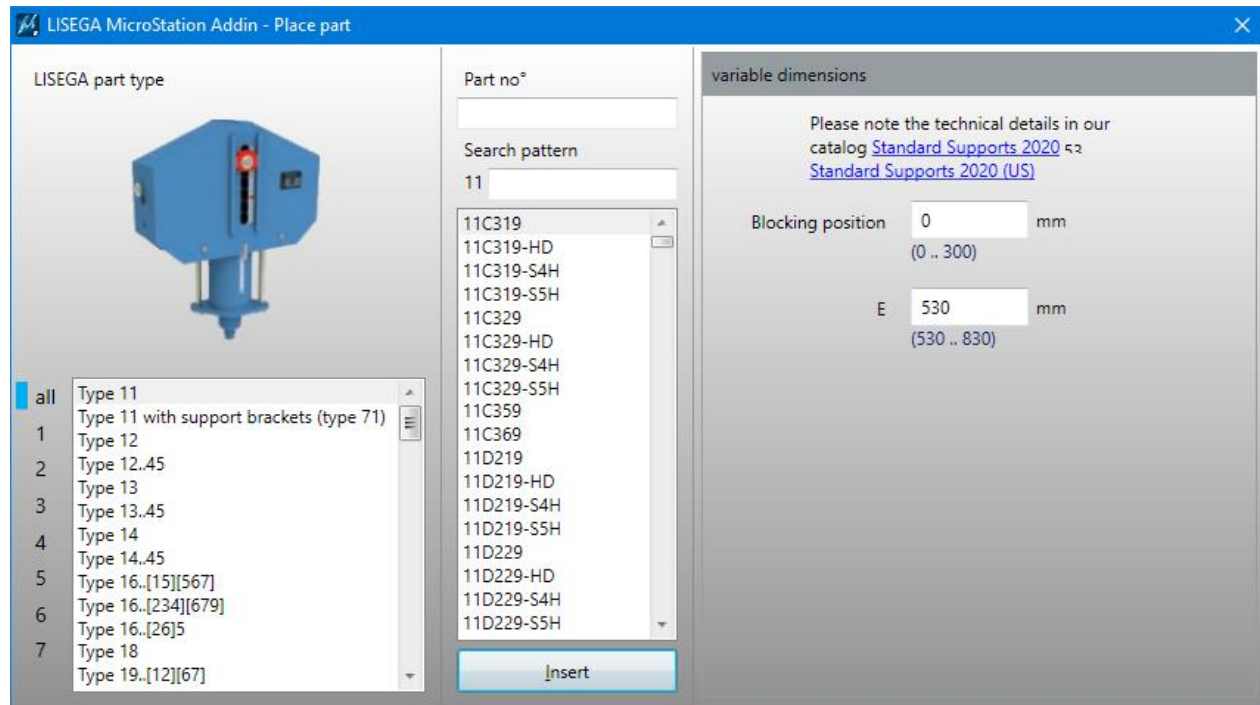 LISEGA MicroStation Addin - Place part
LISEGA part type
all
1
2
3
4
5
6
7
Type 11
Type 11 with support brackets (type 71)
Type 12
Type 12..45
Type 13
Type 13..45
Type 14
Type 14..45
Type 16..[15][567]
Type 16..[234][679]
Type 16..[26]5
Type 18
Type 19..[12][67]
Part no°
Search pattern
11
11C319
11C319-HD
11C319-S4H
11C319-S5H
11C329
11C329-HD
11C329-S4H
11C329-S5H
11C359
11C369
11D219
11D219-HD
11D219-S4H
11D219-S5H
11D229
11D229-HD
11D229-S4H
11D229-S5H
Insert
variable dimensions
Please note the technical details in our
catalog Standard Supports 2020
Standard Supports 2020 (US)
Blocking position 0 mm
(0 .. 300)
E 530 mm
(530 .. 830)